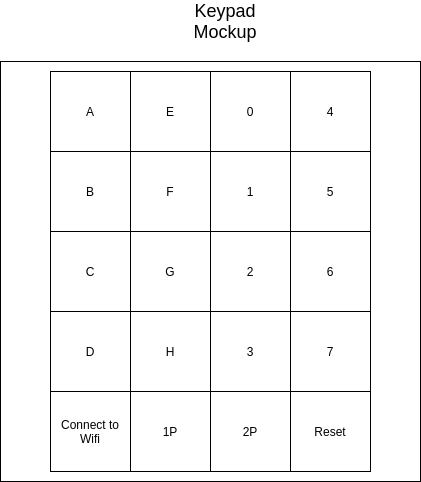 Keypad
Mockup
A E 0 4
B F 1 5
C G 2 6
D H 3 7
Connect to
Wifi
1P 2P Reset